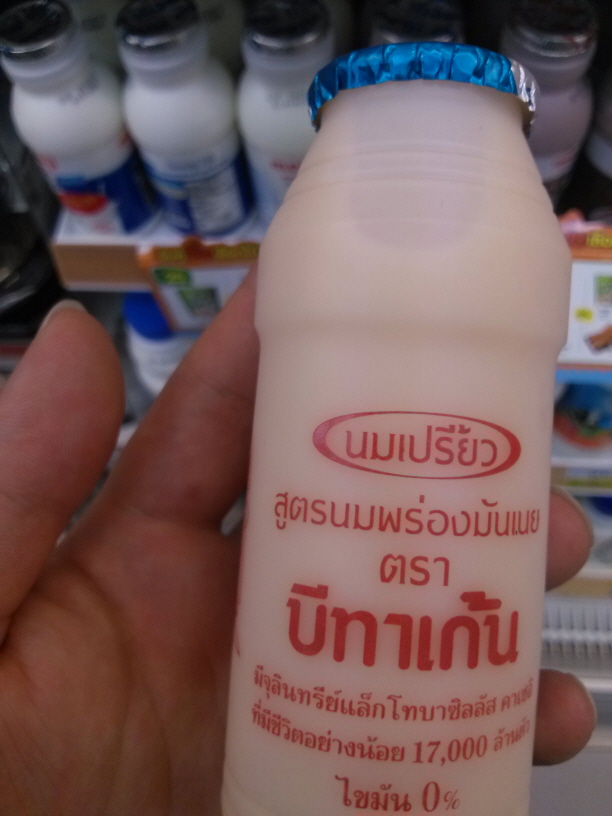 นมเปรี้ยว
สูตรนมพร่องมันเนย
ตรา
บีทาเก้น
มีจุลินทรีย์แล็กโทบาซิลลัส คาเซอิ
ที่มีชีวิตอย่างน้อย 17,000 ล้านตัว
ไขมัน 0%